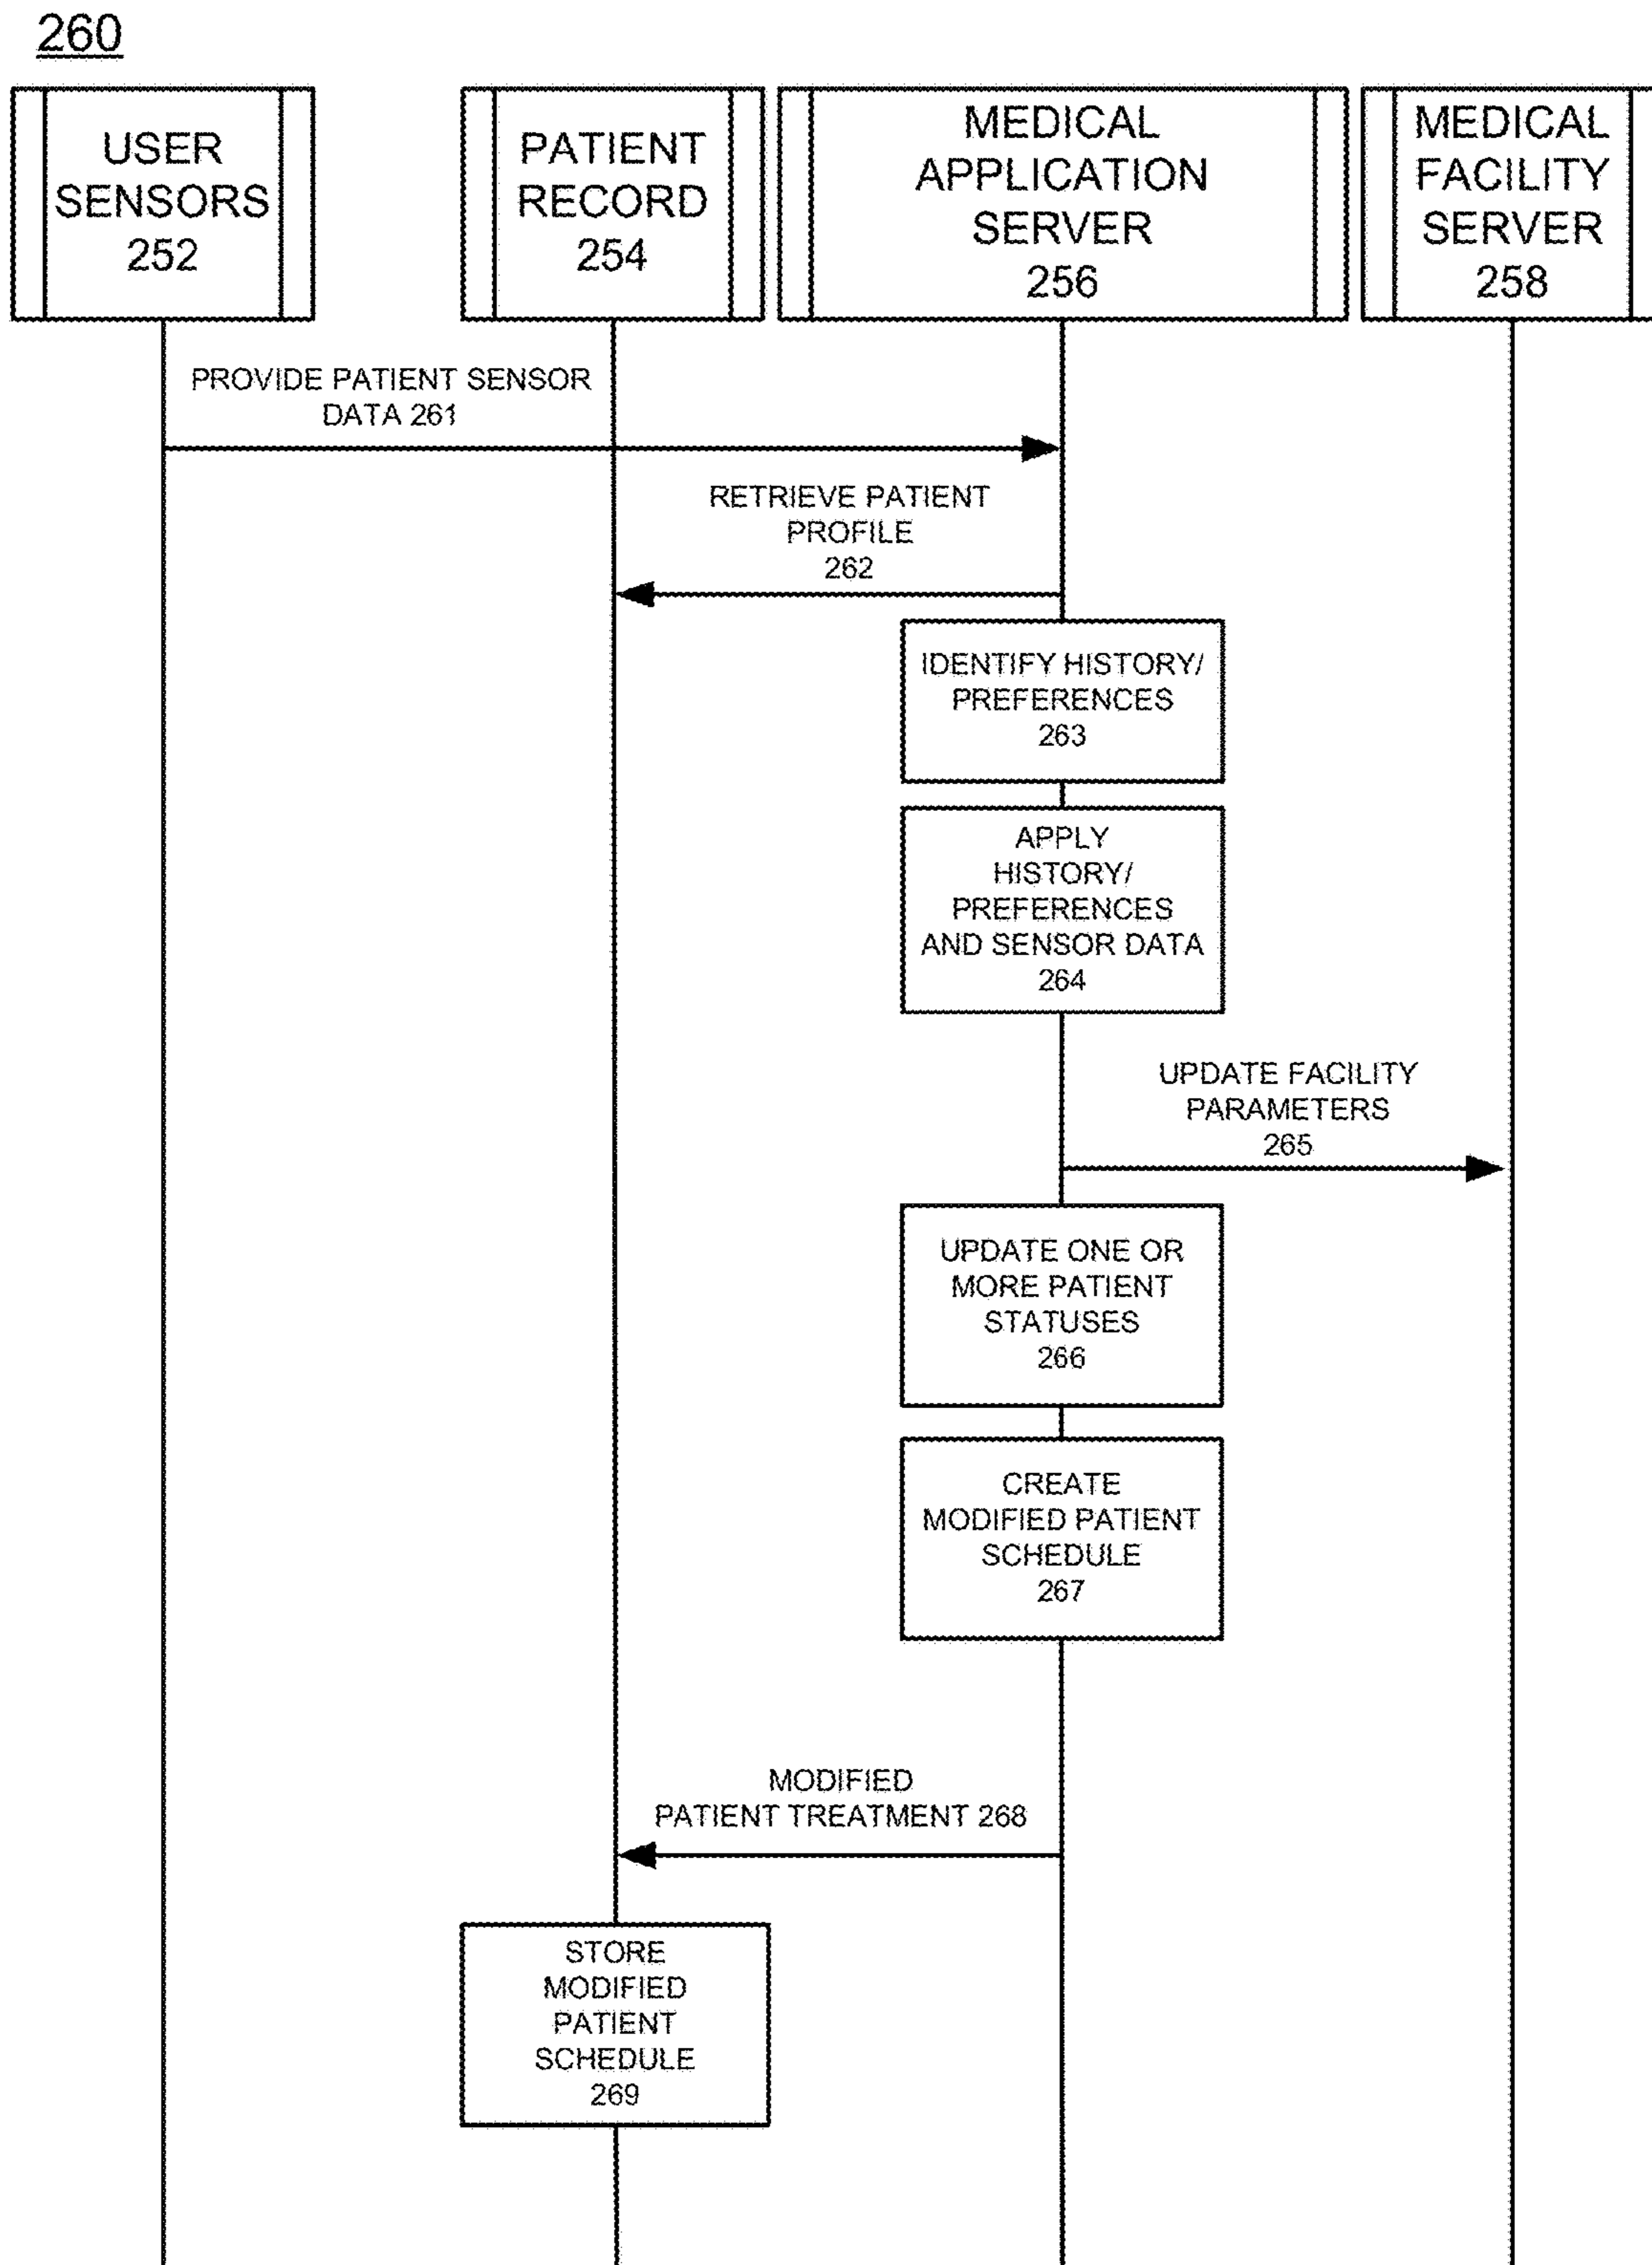 260
USER
SENSORS
252
PATIENT
RECORD
254
MEDICAL
APPLICATION
SERVER
256
MEDICAL
FACILITY
SERVER
258
PROVIDE PATIENT SENSOR
DATA 261
RETRIEVE PATIENT
PROFILE
262
IDENTIFY HISTORY/
PREFERENCES
263
APPLY
HISTORY/
PREFERENCES
AND SENSOR DATA
264
UPDATE FACILITY
PARAMETERS
265
UPDATE ONE OR
MORE PATIENT
STATUSES
266
CREATE
MODIFIED PATIENT
SCHEDULE
267
MODIFIED
PATIENT TREATMENT 268
STORE
MODIFIED
PATIENT
SCHEDULE
269